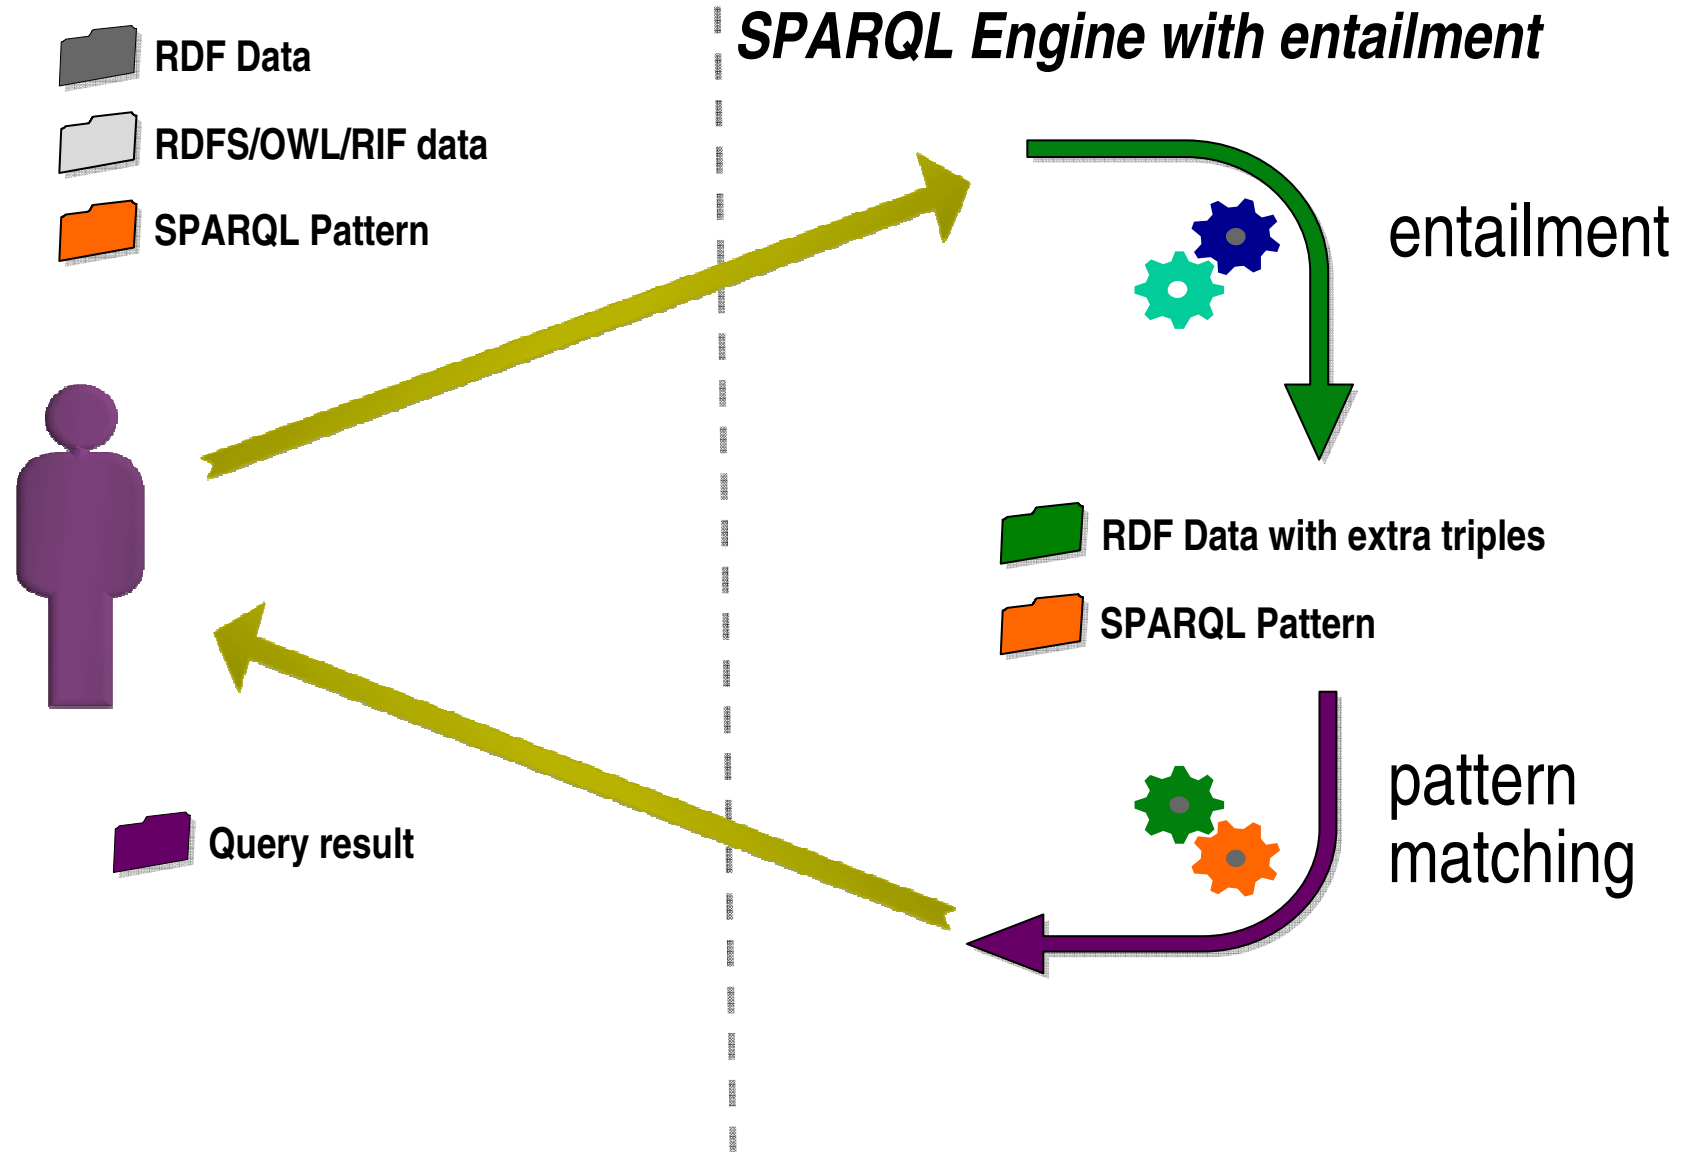 SPARQL Engine with entailment
RDF Data
RDFS/OWL/RIF data
SPARQL Pattern
entailment
RDF Data with extra triples
SPARQL Pattern
pattern
matching
Query result